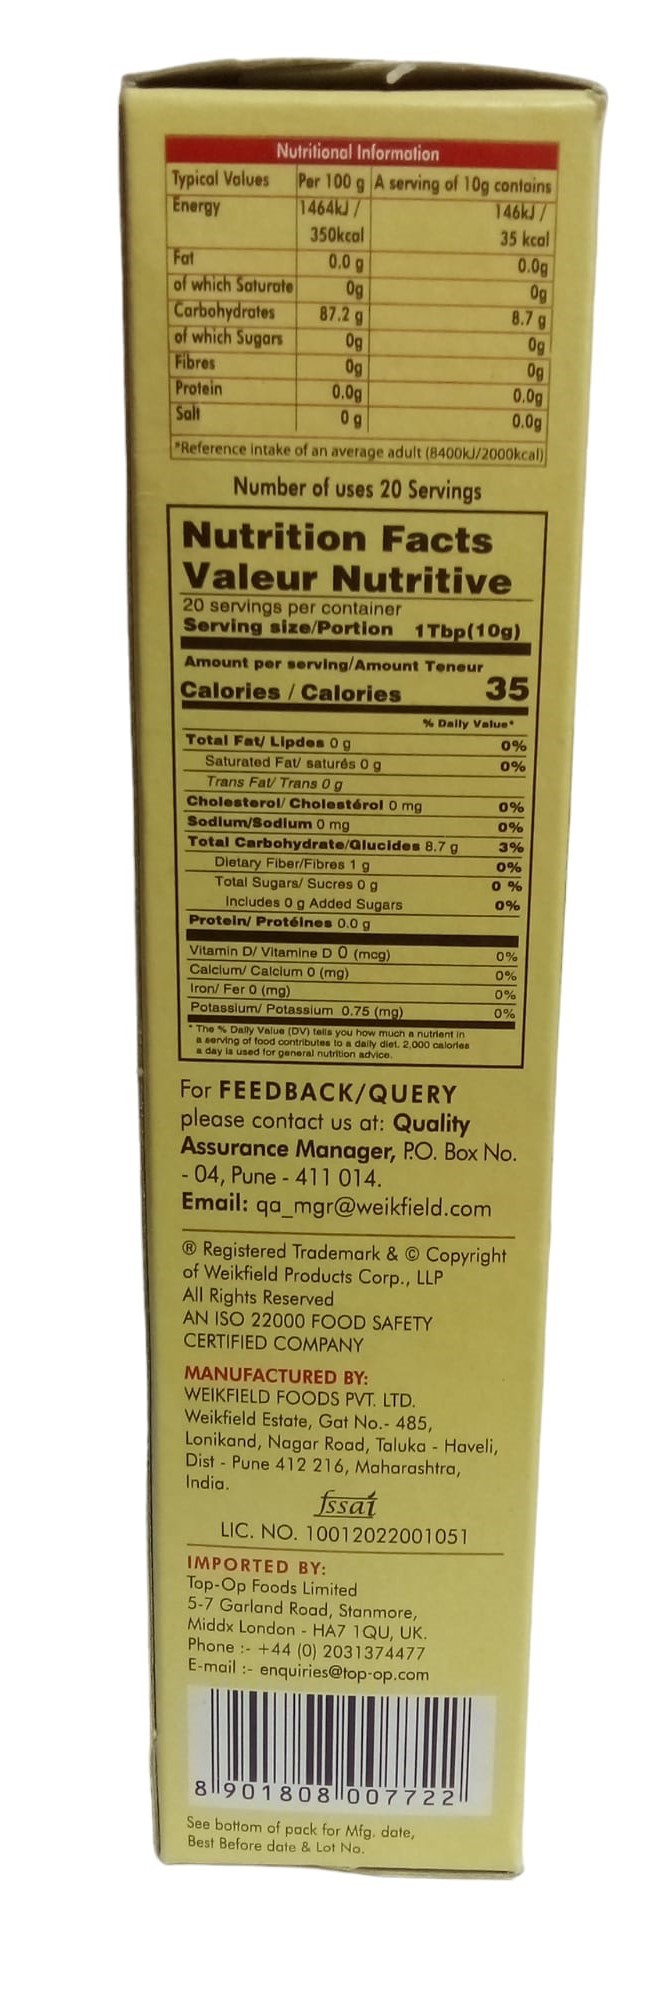 Nutritional Information
Typical Values Per 100 g A serving of 10g contains
Energy 1464kJ / 146kJ /
350kcal 35 kcal
Fat 0.0 g 0.0g
of which Saturate 0g 0g
Carbohydrates 87.2 g 8.7 g
of which Sugars 0g 0g
Fibres 0g 0g
Protein 0.0g 0.0g
Salt 0 g 0.0g
*Reference intake of an average adult (8400kJ/2000kcal)
Number of uses 20 Servings
Nutrition Facts
Valeur Nutritive
20 servings per container
Serving size/Portion 1Tbp(10g)
Amount per serving/Amount Teneur
Calories / Calories 35
% Daily Value*
Total Fat/ Lipdes 0 g 0%
Saturated Fat/ saturés 0 g 0%
Trans Fat/ Trans 0 g
Cholesterol/ Cholestérol 0 mg 0%
Sodium/Sodium 0 mg 0%
Total Carbohydrate/Glucides 8.7 g 3%
Dietary Fiber/Fibres 1 g 0%
Total Sugars/ Sucres 0 g 0 %
Includes 0 g Added Sugars 0%
Protein/ Protéines 0.0 g
Vitamin D/ Vitamine D 0 (mcg) 0%
Calcium/ Calcium 0 (mg) 0%
Iron/ Fer 0 (mg) 0%
Potassium/ Potassium 0.75 (mg) 0%
* The % Daily Value (DV) tells you how much a nutrient in
a serving of food contributes to a daily diet. 2,000 calories
a day is used for general nutrition advice.
For FEEDBACK/QUERY
please contact us at: Quality
Assurance Manager, P.O. Box No.
- 04, Pune - 411 014.
Email: qa_mgr@weikfield.com
® Registered Trademark & © Copyright
of Weikfield Products Corp., LLP
All Rights Reserved
AN ISO 22000 FOOD SAFETY
CERTIFIED COMPANY
MANUFACTURED BY:
WEIKFIELD FOODS PVT. LTD.
Weikfield Estate, Gat No.- 485,
Lonikand, Nagar Road, Taluka - Haveli,
Dist - Pune 412 216, Maharashtra,
India.
fssai
LIC. NO. 10012022001051
IMPORTED BY:
Top-Op Foods Limited
5-7 Garland Road, Stanmore,
Middx London - HA7 1QU, UK.
Phone :- +44 (0) 2031374477
E-mail :- enquiries@top-op.com
8 901808 007722
See bottom of pack for Mfg. date,
Best Before date & Lot No.